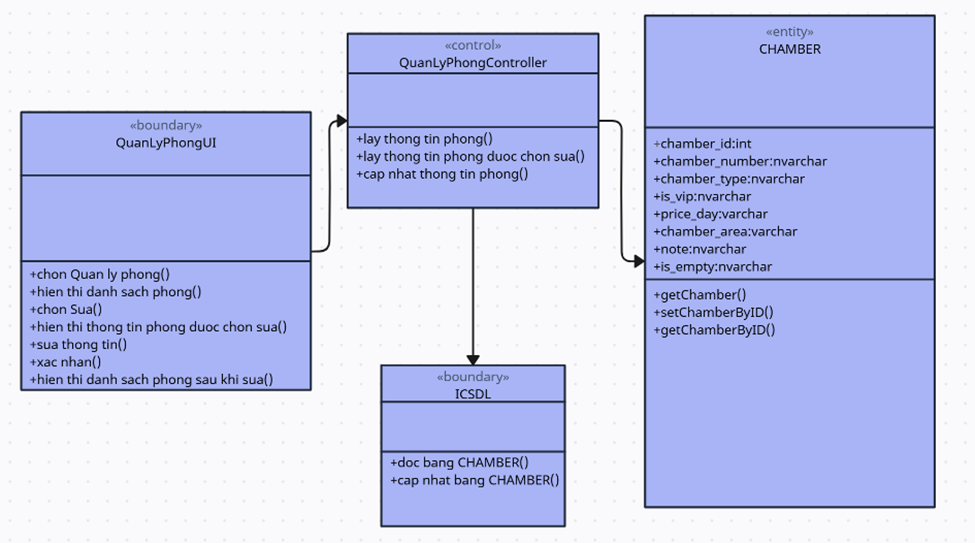 «boundary»
QuanLyPhongUI
+chon Quan ly phong()
+hien thi danh sach phong()
+chon Sua()
+hien thi thong tin phong duoc chon sua()
+sua thong tin()
+xac nhan()
+hien thi danh sach phong sau khi sua()
«control»
QuanLyPhongController
+lay thong tin phong()
+lay thong tin phong duoc chon sua()
+cap nhat thong tin phong()
«boundary»
ICSDL
+doc bang CHAMBER()
+cap nhat bang CHAMBER()
«entity»
CHAMBER
+chamber_id:int
+chamber_number:nvarchar
+chamber_type:nvarchar
+is_vip:nvarchar
+price_day:varchar
+chamber_area:varchar
+note:nvarchar
+is_empty:nvarchar
+getChamber()
+setChamberByID()
+getChamberByID()